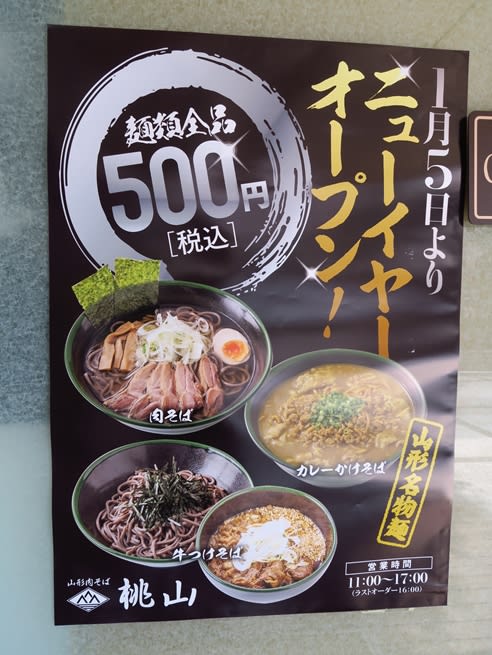 1月5日より
ニューイヤー
オープン!
麺類全品
500円
[税込]
肉そば
カレーかけそば
山形名物麺
牛つけそば
営業時間
11:00〜17:00
(ラストオーダー16:00)
山形肉そば
桃山